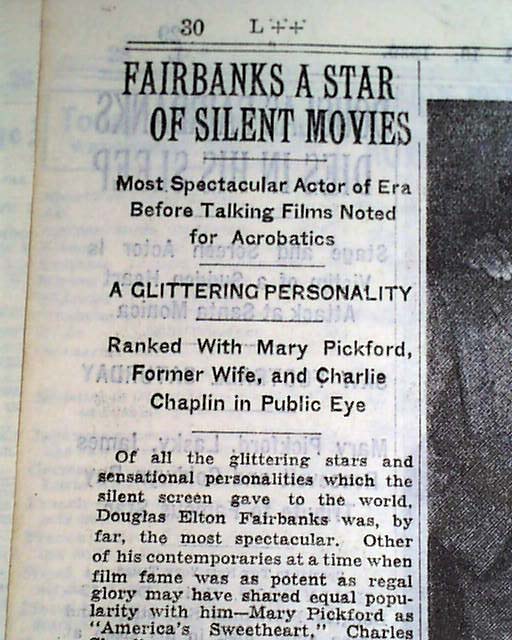 30 L++
FAIRBANKS A STAR
OF SILENT MOVIES
Most Spectacular Actor of Era
Before Talking Films Noted
for Acrobatics
A GLITTERING PERSONALITY
Ranked With Mary Pickford,
Former Wife, and Charlie
Chaplin in Public Eye
Of all the glittering stars and
sensational personalities which the
silent screen gave to the world,
Douglas Elton Fairbanks was, by
far, the most spectacular. Other
of his contemporaries at a time when
film fame was as potent as regal
glory may have shared equal popu-
larity with him—Mary Pickford as
"America's Sweetheart," Charles